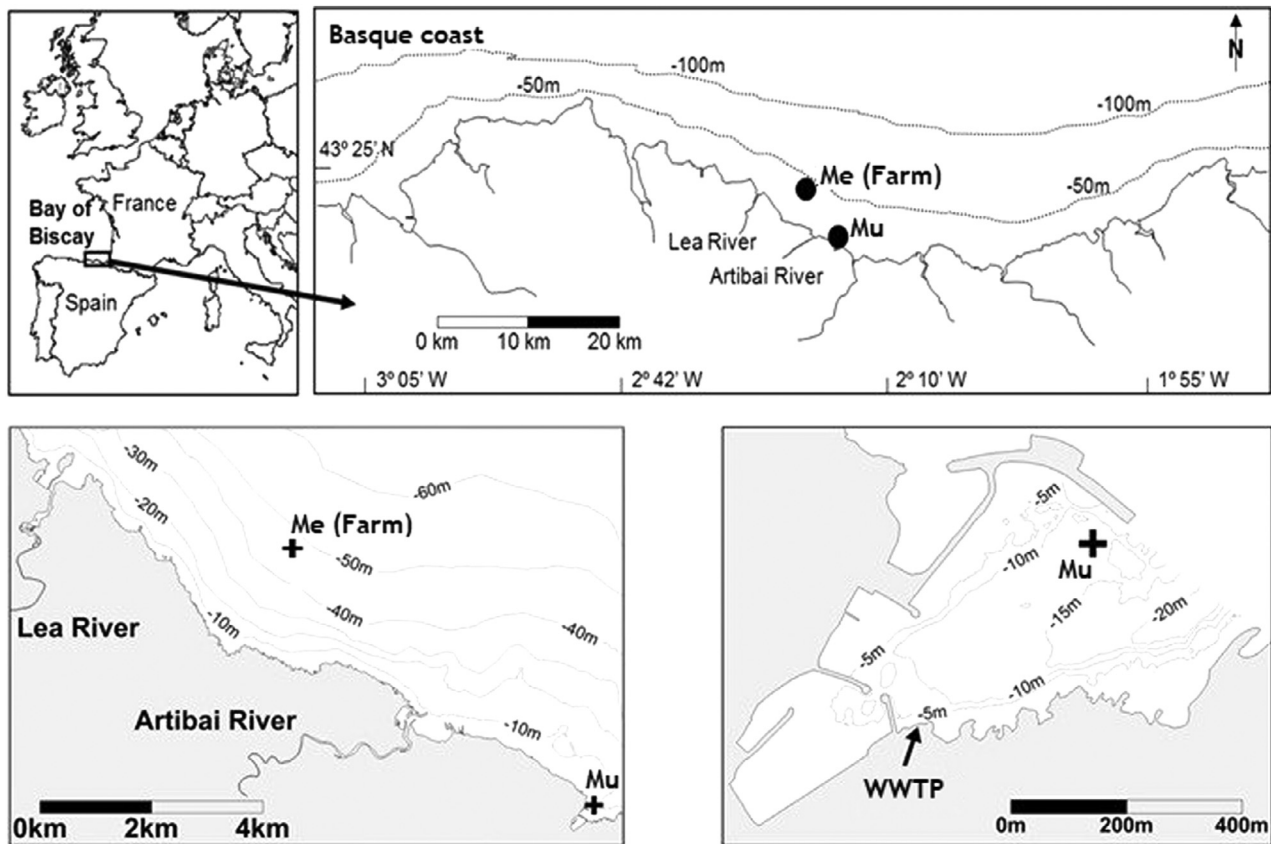 France
Bay of
Biscay
Spain
Basque coast
N
-100m
-50m
-100m
43° 25' N
Me (Farm)
-50m
Mu
Lea River
Artibai River
0 km 10 km 20 km
3° 05' W 2° 42' W 2° 10' W 1° 55' W
-30m
-20m
-60m
Me (Farm)
-50m
-40m
-10m
-40m
Lea River
Artibai River
-10m
Mu
0km 2km 4km
-5m
-10m
Mu
-15m
-20m
-5m
-10m
-5m
WWTP
0m 200m 400m